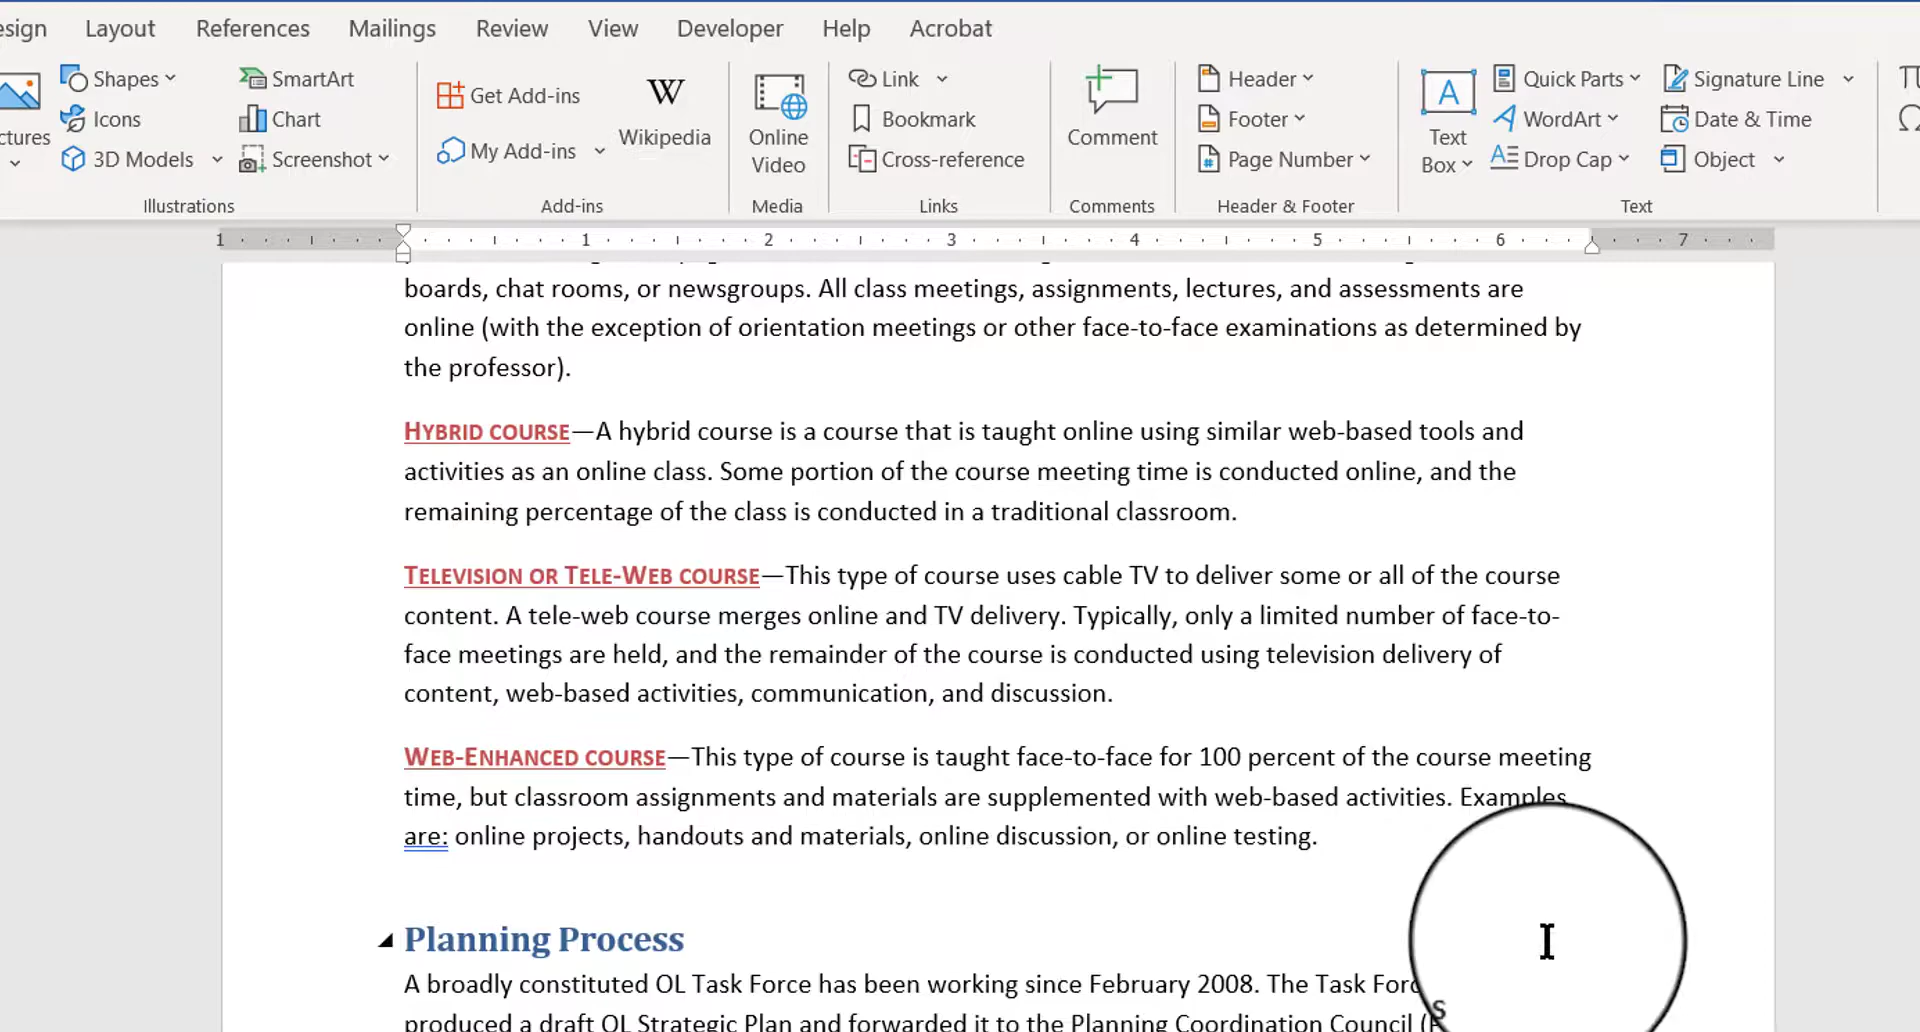 Layout References Mailings Review View Developer Help Acrobat
Shapes SmartArt Get Add-ins Wikipedia Online Video Link Comment Header Text Box Quick Parts Signature Line
Icons Chart My Add-ins Bookmark Footer WordArt Date & Time
3D Models Screenshot Cross-reference Page Number Drop Cap Object
Illustrations Add-ins Media Links Comments Header & Footer Text
1 1 2 3 4 5 6 7
boards, chat rooms, or newsgroups. All class meetings, assignments, lectures, and assessments are
online (with the exception of orientation meetings or other face-to-face examinations as determined by
the professor).
HYBRID COURSE—A hybrid course is a course that is taught online using similar web-based tools and
activities as an online class. Some portion of the course meeting time is conducted online, and the
remaining percentage of the class is conducted in a traditional classroom.
TELEVISION OR TELE-WEB COURSE—This type of course uses cable TV to deliver some or all of the course
content. A tele-web course merges online and TV delivery. Typically, only a limited number of face-to-
face meetings are held, and the remainder of the course is conducted using television delivery of
content, web-based activities, communication, and discussion.
WEB-ENHANCED COURSE—This type of course is taught face-to-face for 100 percent of the course meeting
time, but classroom assignments and materials are supplemented with web-based activities. Examples
are: online projects, handouts and materials, online discussion, or online testing.
Planning Process
A broadly constituted OL Task Force has been working since February 2008. The Task
produced a draft OL Strategic Plan and forwarded it to the Planning Coordination Council